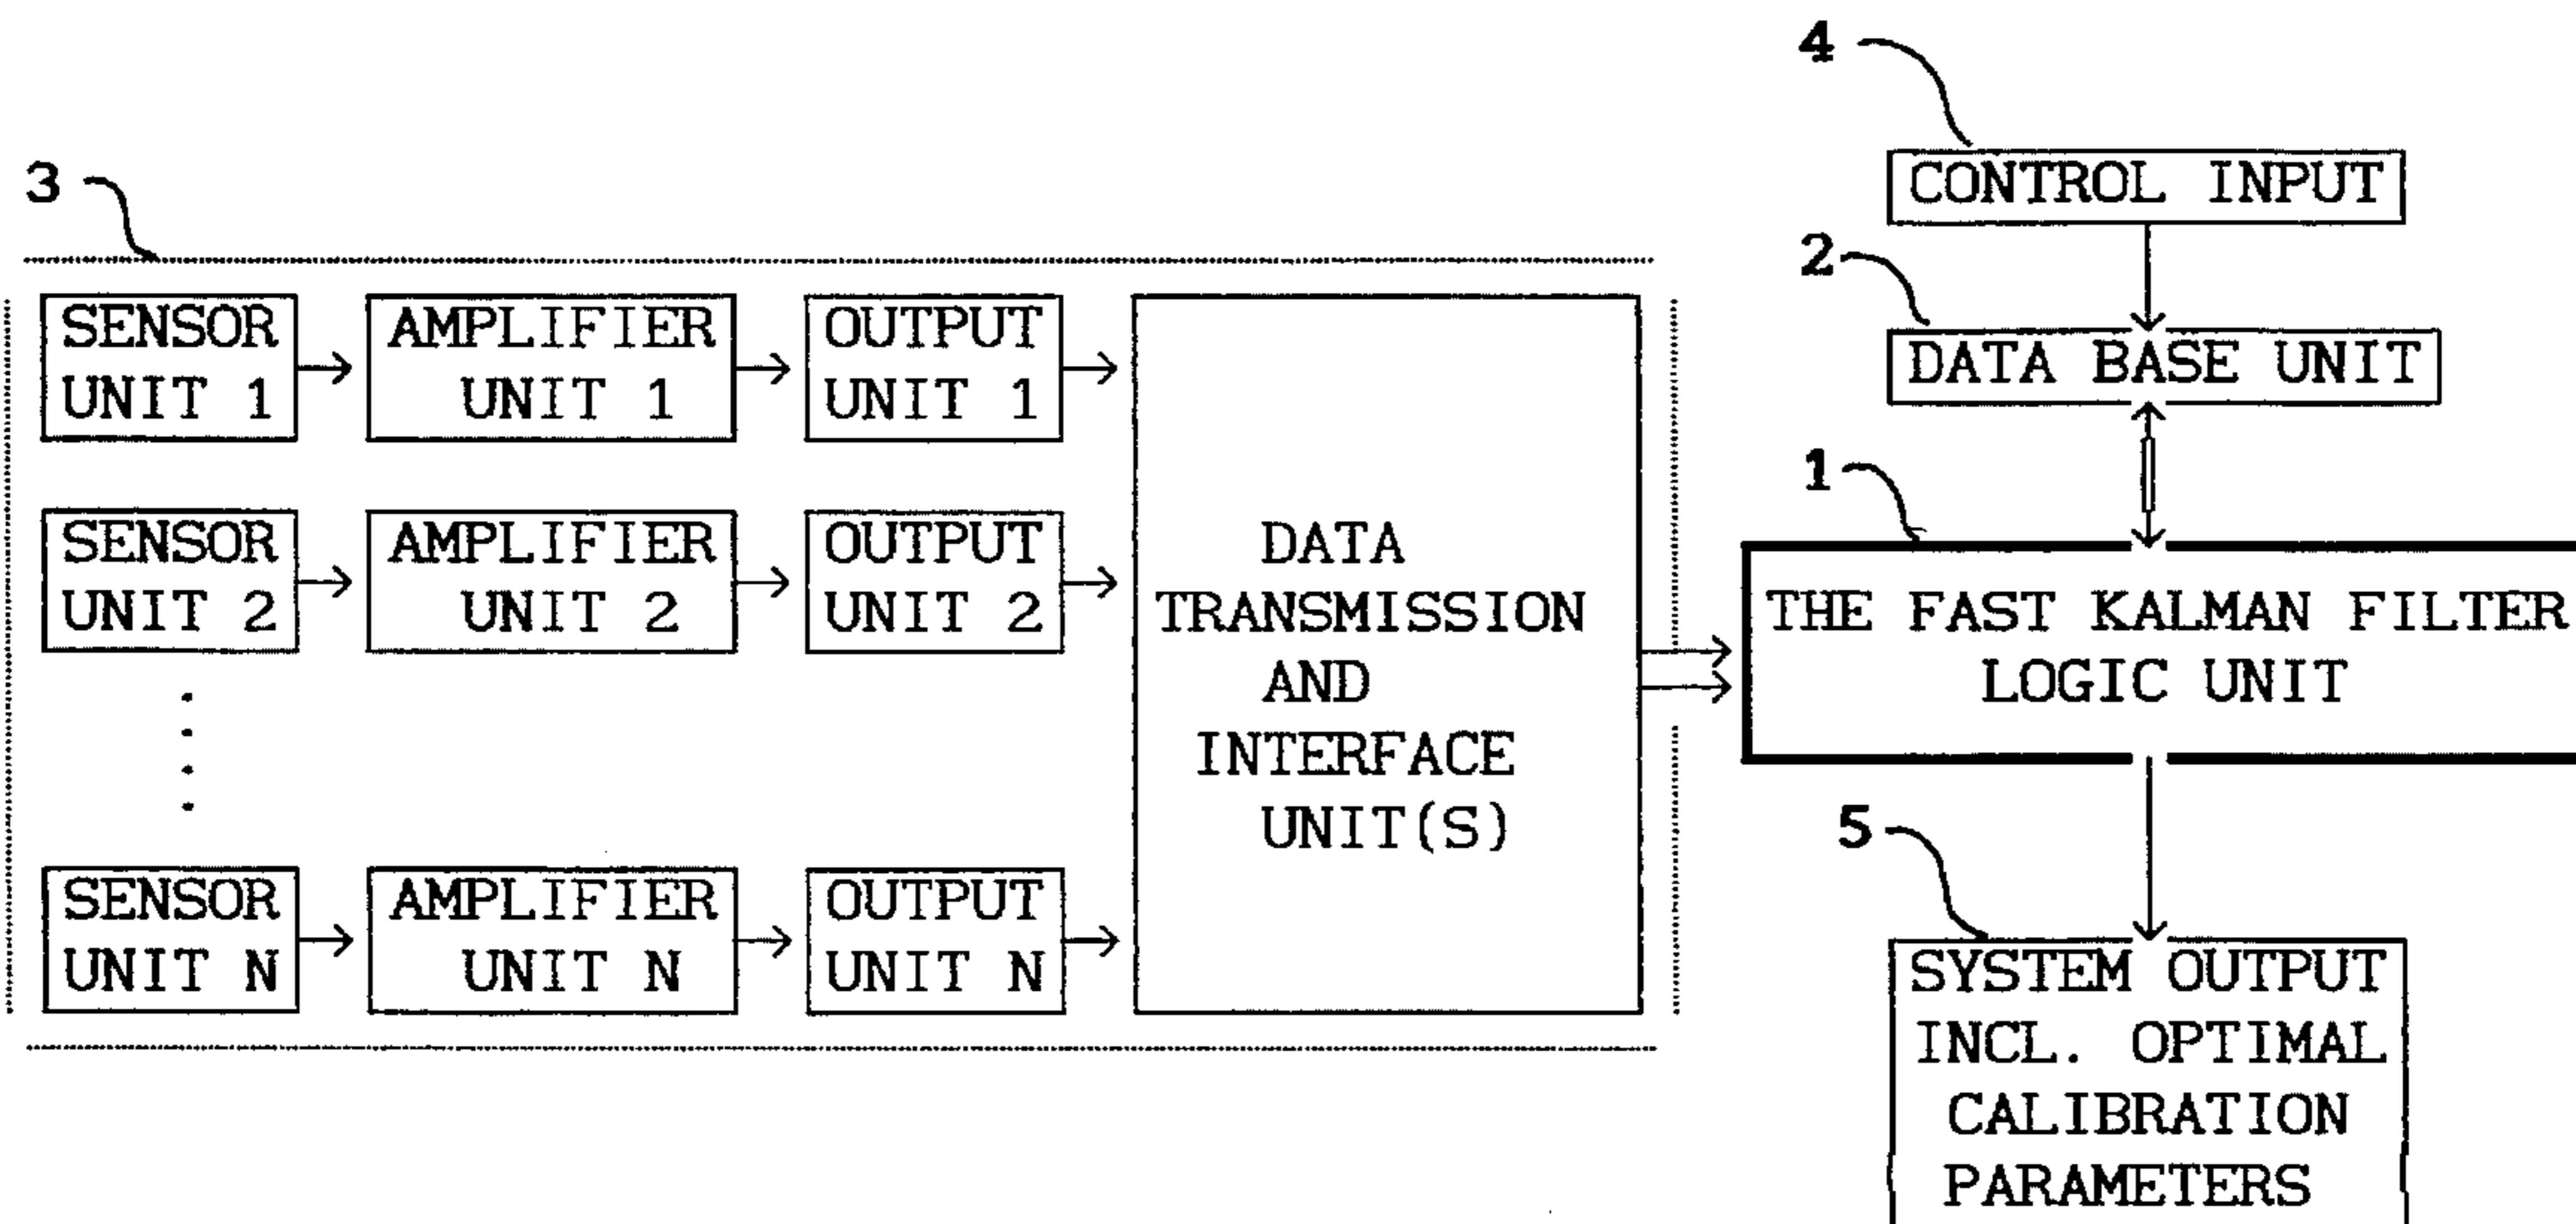 4
CONTROL INPUT
3
2
DATA BASE UNIT
SENSOR
UNIT 1
AMPLIFIER
UNIT 1
OUTPUT
UNIT 1
1
SENSOR
UNIT 2
AMPLIFIER
UNIT 2
OUTPUT
UNIT 2
DATA
TRANSMISSION
AND
INTERFACE
UNIT(S)
THE FAST KALMAN FILTER
LOGIC UNIT
5
SENSOR
UNIT N
AMPLIFIER
UNIT N
OUTPUT
UNIT N
SYSTEM OUTPUT
INCL. OPTIMAL
CALIBRATION
PARAMETERS